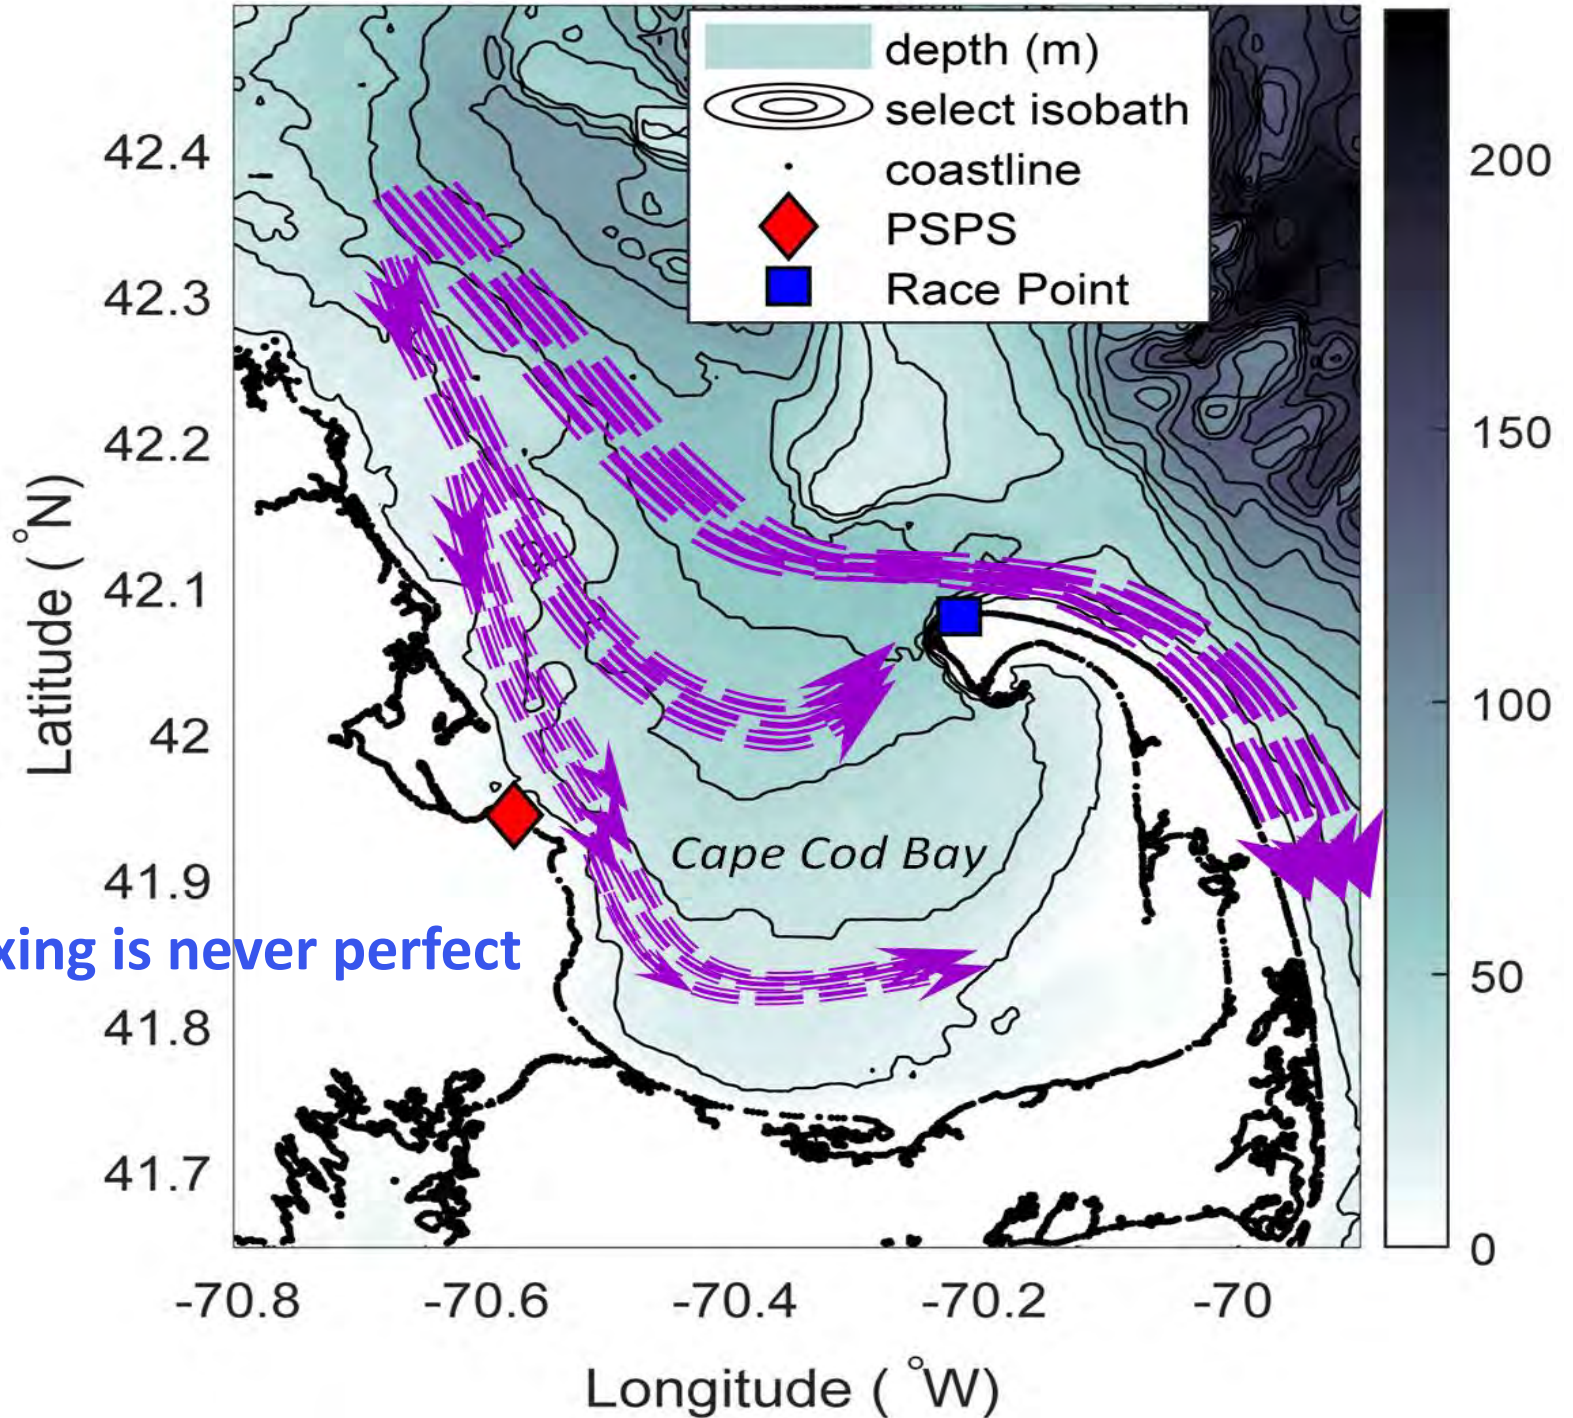 depth (m)
select isobath
coastline
PSPS
Race Point
42.4
42.3
42.2
42.1
42
41.9
41.8
41.7
Latitude ( °N)
200
150
100
50
0
Cape Cod Bay
xing is never perfect
-70.8 -70.6 -70.4 -70.2 -70
Longitude ( °W)